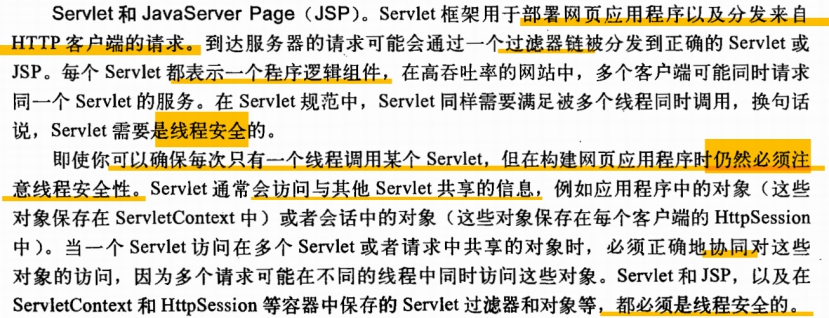 Servlet 和 JavaServer Page（JSP）。Servlet 框架用于部署网页应用程序以及分发来自
HTTP 客户端的请求。到达服务器的请求可能会通过一个过滤器链被分发到正确的 Servlet 或
JSP。每个 Servlet 都表示一个程序逻辑组件，在高吞吐率的网站中，多个客户端可能同时请求
同一个 Servlet 的服务。在 Servlet 规范中，Servlet 同样需要满足被多个线程同时调用，换句话
说，Servlet 需要是线程安全的。
即使你可以确保每次只有一个线程调用某个 Servlet，但在构建网页应用程序时仍然必须注
意线程安全性。Servlet 通常会访问与其他 Servlet 共享的信息，例如应用程序中的对象（这些
对象保存在 ServletContext 中）或者会话中的对象（这些对象保存在每个客户端的 HttpSession
中）。当一个 Servlet 访问在多个 Servlet 或者请求中共享的对象时，必须正确地协同对这些
对象的访问，因为多个请求可能在不同的线程中同时访问这些对象。Servlet 和 JSP，以及在
ServletContext 和 HttpSession 等容器中保存的 Servlet 过滤器和对象等，都必须是线程安全的。